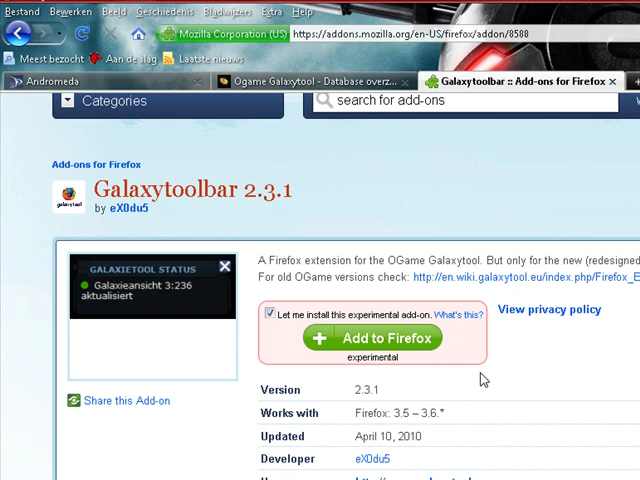 Bestand Bewerken Beeld Geschiedenis Bladwijzers Extra Help
Mozilla Corporation (US) https://addons.mozilla.org/en-US/firefox/addon/8588
Meest bezocht Aan de slag Laatste nieuws
Andromeda Ogame Galaxytool - Database overz... Galaxytoolbar :: Add-ons for Firefox
Categories search for add-ons
Add-ons for Firefox
Galaxytoolbar 2.3.1
by eX0du5
A Firefox extension for the OGame Galaxytool. But only for the new (redesigned
For old OGame versions check: http://en.wiki.galaxytool.eu/index.php/Firefox_E
GALAXIETOOL STATUS
Galaxieansicht 3:236
aktualisiert
Let me install this experimental add-on. What's this?
View privacy policy
Add to Firefox
experimental
Share this Add-on
Version 2.3.1
Works with Firefox: 3.5 – 3.6.*
Updated April 10, 2010
Developer eX0du5